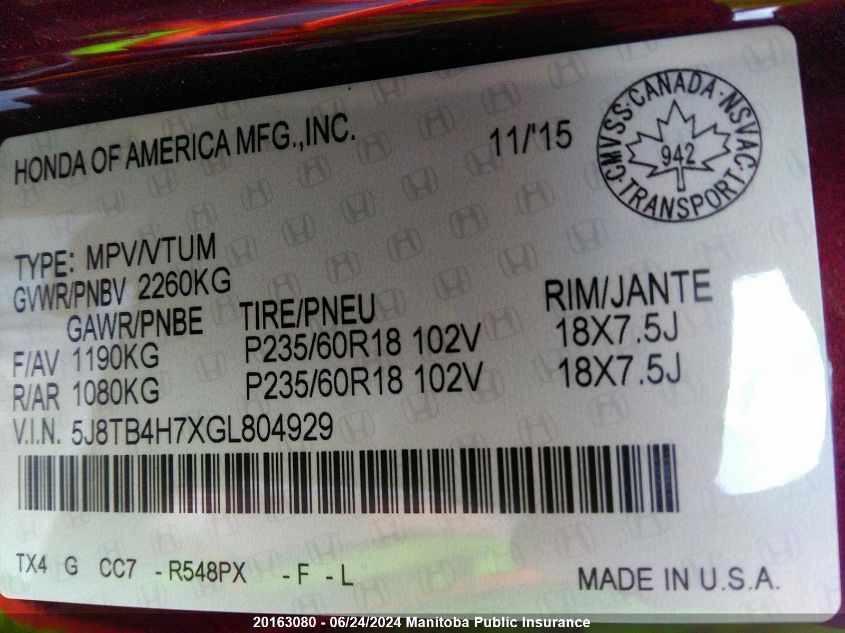 HONDA OF AMERICA MFG.,INC. 11/'15
CMVSS·CANADA·NSVAC·TRANSPORT·
942
TYPE: MPV/VTUM
GVWR/PNBV 2260KG
GAWR/PNBE TIRE/PNEU RIM/JANTE
F/AV 1190KG P235/60R18 102V 18X7.5J
R/AR 1080KG P235/60R18 102V 18X7.5J
V.I.N. 5J8TB4H7XGL804929
TX4 G CC7 -R548PX -F -L
MADE IN U.S.A.
20163080 - 06/24/2024 Manitoba Public Insurance